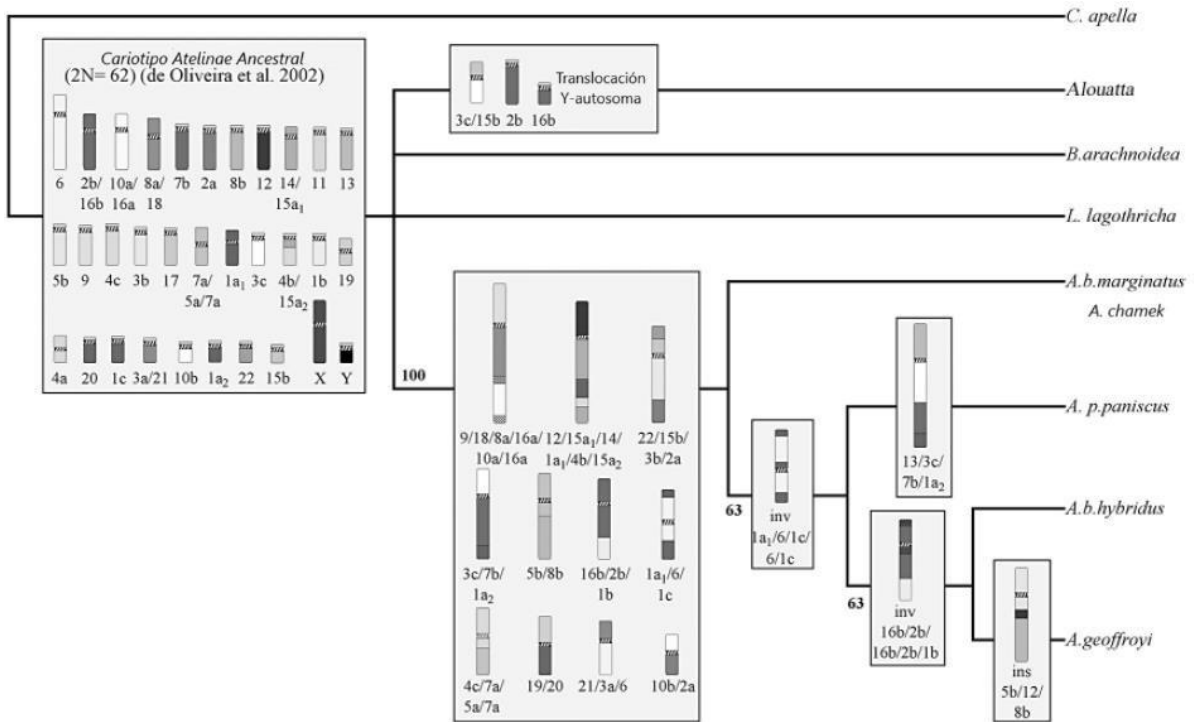 C. apella
Cariotipo Atelinae Ancestral
(2N= 62) (de Oliveira et al. 2002)
6 2b/ 10a/ 8a/ 7b 2a 8b 12 14/ 11 13
16b 16a 18 15a₁
5b 9 4c 3b 17 7a/ 1a₁ 3c 4b/ 1b 19
5a/7a 15a₂
4a 20 1c 3a/21 10b 1a₂ 22 15b X Y
Translocación
Y-autosoma
3c/15b 2b 16b
Alouatta
B.arachnoidea
L. lagothricha
100
9/18/8a/16a/ 12/15a₁/14/ 22/15b/
10a/16a 1a₁/4b/15a₂ 3b/2a
3c/7b/ 5b/8b 16b/2b/ 1a₁/6/
1a₂ 1b 1c
4c/7a/ 19/20 21/3a/6 10b/2a
5a/7a
A.b.marginatus
A. chamek
63
inv
1a₁/6/1c/
6/1c
13/3c/
7b/1a₂
A. p.paniscus
63
inv
16b/2b/
16b/2b/1b
A.b.hybridus
ins
5b/12/
8b
A.geoffroyi